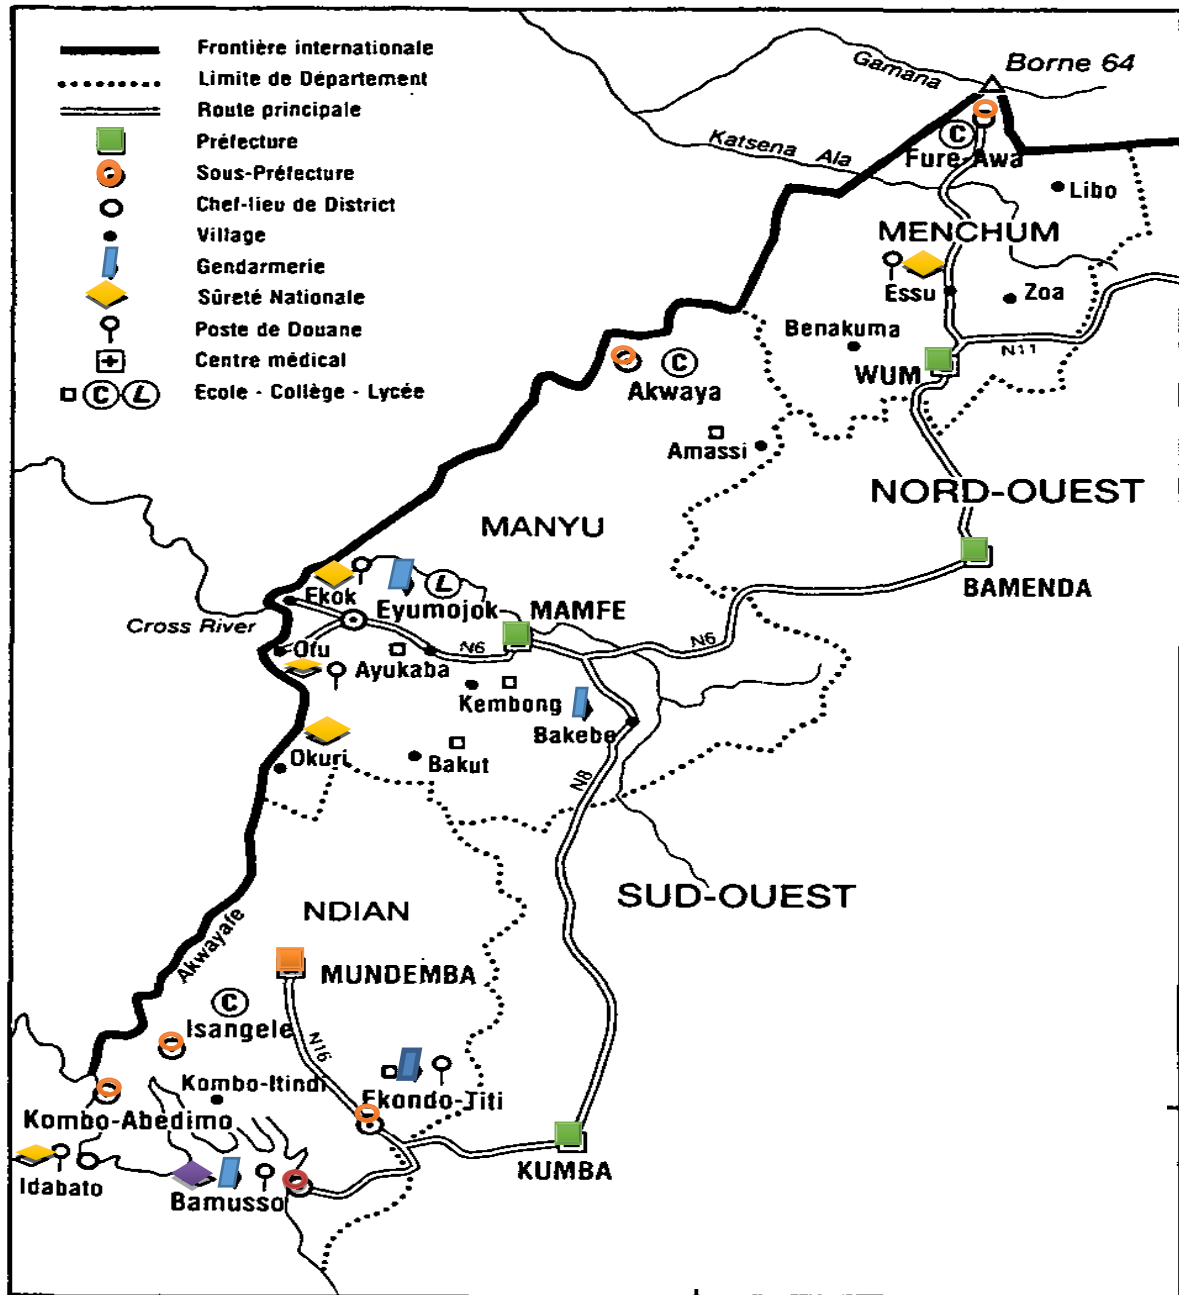 Frontière internationale
Limite de Département
Route principale
Préfecture
Sous-Préfecture
Chef-lieu de District
Village
Gendarmerie
Sûreté Nationale
Poste de Douane
Centre médical
C L Ecole - Collège - Lycée
Gamana
Borne 64
Katsena Ala
C
Fure-Awa
Libo
MENCHUM
Essu
Zoa
Benakuma
N11
WUM
C
Akwaya
Amassi
NORD-OUEST
MANYU
BAMENDA
Ekok
L
Eyumojok
MAMFE
Cross River
Otu
N6
N6
Ayukaba
Kembong
Bakebe
Okuri
Bakut
N8
SUD-OUEST
NDIAN
Akwayafe
MUNDEMBA
C
Isangele
N16
Kombo-Itindi
Ekondo-Titi
Kombo-Abedimo
KUMBA
Idabato
Bamusso